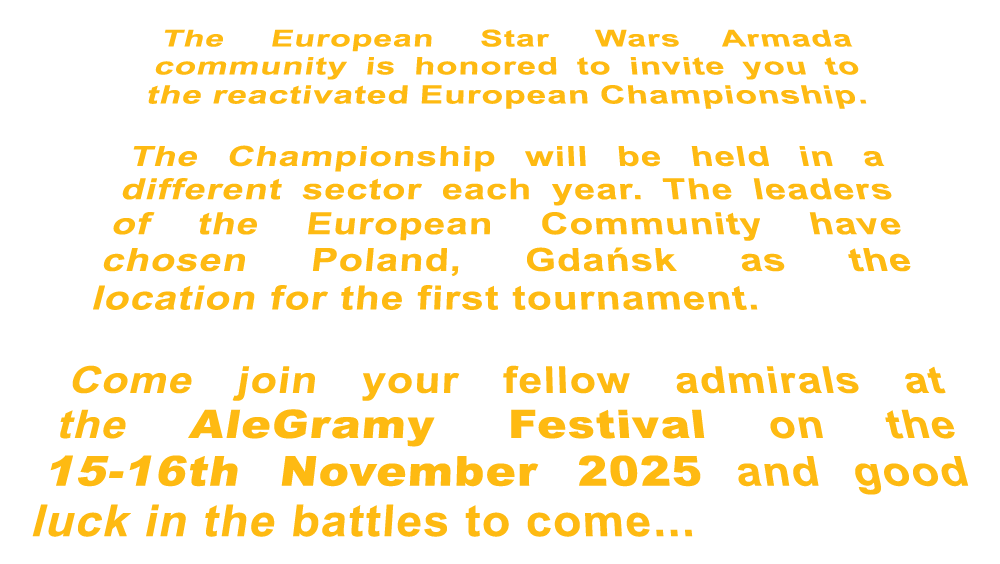 The European Star Wars Armada
community is honored to invite you to
the reactivated European Championship.
The Championship will be held in a
different sector each year. The leaders
of the European Community have
chosen Poland, Gdańsk as the
location for the first tournament.
Come join your fellow admirals at
the AleGramy Festival on the
15-16th November 2025 and good
luck in the battles to come...